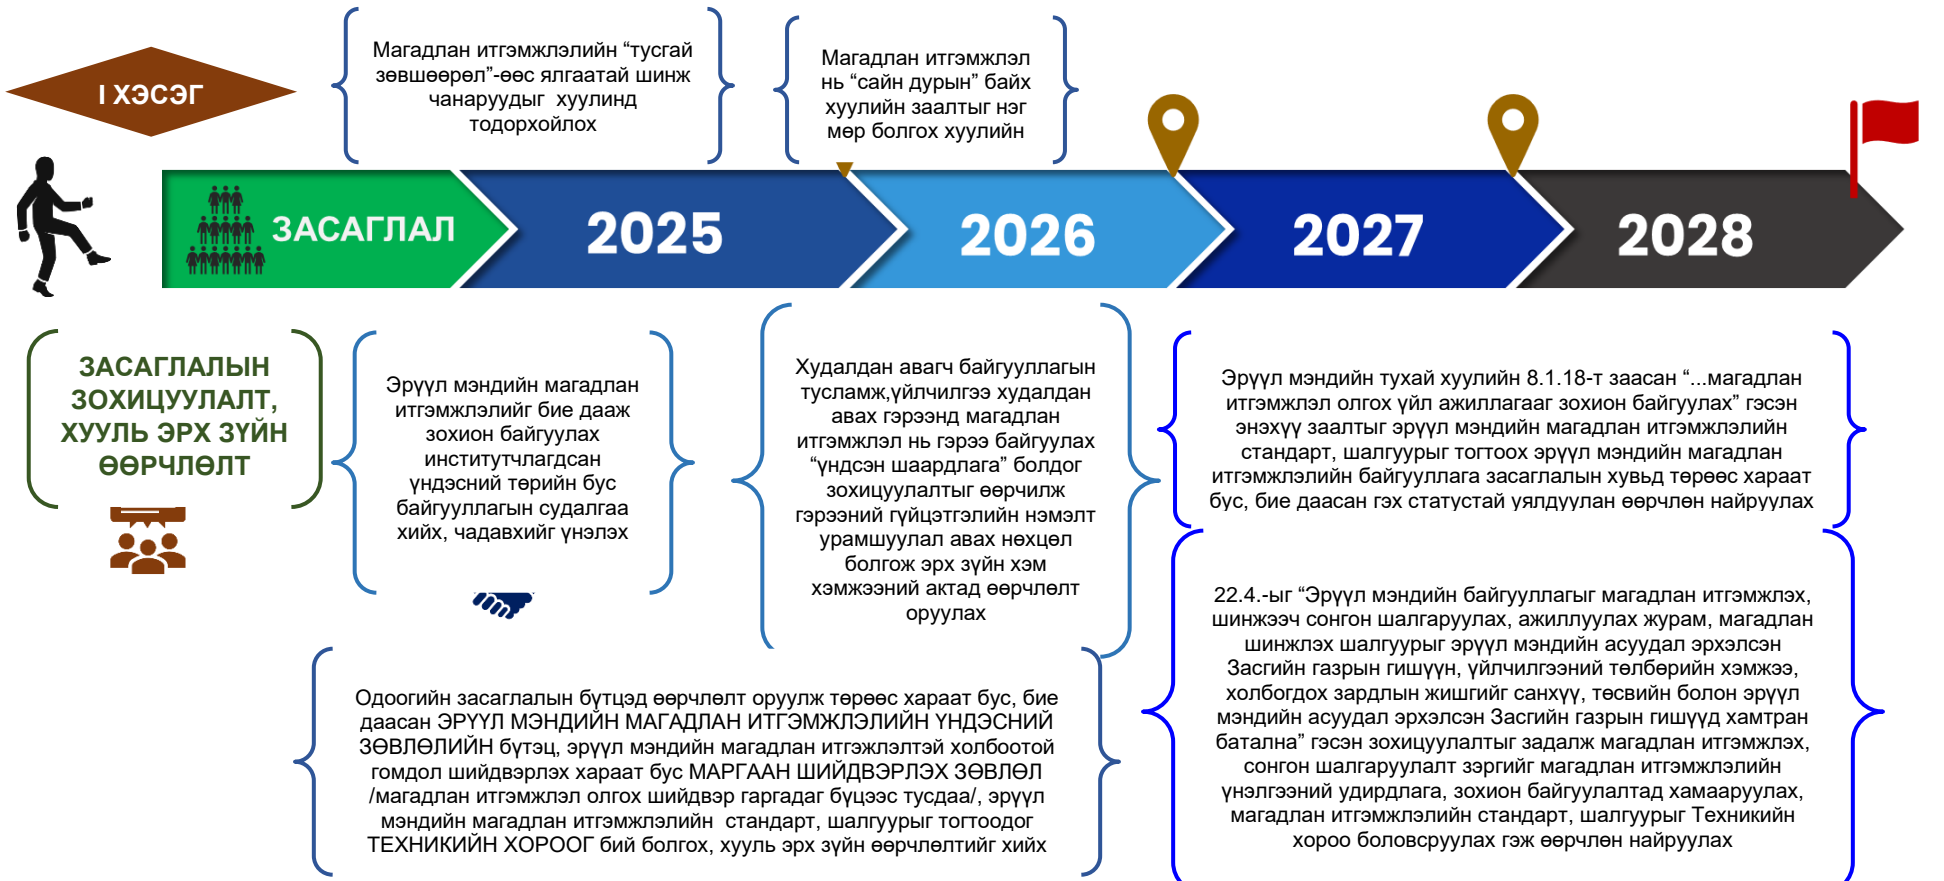 I ХЭСЭГ
Магадлан итгэмжлэлийн “тусгай
зөвшөөрөл”-өөс ялгаатай шинж
чанаруудыг хуулинд
тодорхойлох
Магадлан итгэмжлэл
нь “сайн дурын” байх
хуулийн заалтыг нэг
мөр болгох хуулийн
ЗАСАГЛАЛ
2025
2026
2027
2028
ЗАСАГЛАЛЫН
ЗОХИЦУУЛАЛТ,
ХУУЛЬ ЭРХ ЗҮЙН
ӨӨРЧЛӨЛТ
Эрүүл мэндийн магадлан
итгэмжлэлийг бие дааж
зохион байгуулах
институтчлагдсан
үндэсний төрийн бус
байгууллагын судалгаа
хийх, чадавхийг үнэлэх
Худалдан авагч байгууллагын
тусламж,үйлчилгээ худалдан
авах гэрээнд магадлан
итгэмжлэл нь гэрээ байгуулах
“үндсэн шаардлага” болдог
зохицуулалтыг өөрчилж
гэрээний гүйцэтгэлийн нэмэлт
урамшуулал авах нөхцөл
болгож эрх зүйн хэм
хэмжээний актад өөрчлөлт
оруулах
Эрүүл мэндийн тухай хуулийн 8.1.18-т заасан “...магадлан
итгэмжлэл олгох үйл ажиллагааг зохион байгуулах” гэсэн
энэхүү заалтыг эрүүл мэндийн магадлан итгэмжлэлийн
стандарт, шалгуурыг тогтоох эрүүл мэндийн магадлан
итгэмжлэлийн байгууллага засаглалын хувьд төрөөс хараат
бус, бие даасан гэх статустай уялдуулан өөрчлөн найруулах
Одоогийн засаглалын бүтцэд өөрчлөлт оруулж төрөөс хараат бус, бие
даасан ЭРҮҮЛ МЭНДИЙН МАГАДЛАН ИТГЭМЖЛЭЛИЙН ҮНДЭСНИЙ
ЗӨВЛӨЛИЙН бүтэц, эрүүл мэндийн магадлан итгэжлэлтэй холбоотой
гомдол шийдвэрлэх хараат бус МАРГААН ШИЙДВЭРЛЭХ ЗӨВЛӨЛ
/магадлан итгэмжлэл олгох шийдвэр гаргадаг бүцээс тусдаа/, эрүүл
мэндийн магадлан итгэмжлэлийн стандарт, шалгуурыг тогтоодог
ТЕХНИКИЙН ХОРООГ бий болгох, хууль эрх зүйн өөрчлөлтийг хийх
22.4.-ыг “Эрүүл мэндийн байгууллагыг магадлан итгэмжлэх,
шинжээч сонгон шалгаруулах, ажиллуулах журам, магадлан
шинжлэх шалгуурыг эрүүл мэндийн асуудал эрхэлсэн
Засгийн газрын гишүүн, үйлчилгээний төлбөрийн хэмжээ,
холбогдох зардлын жишгийг санхүү, төсвийн болон эрүүл
мэндийн асуудал эрхэлсэн Засгийн газрын гишүүд хамтран
батална” гэсэн зохицуулалтыг задалж магадлан итгэмжлэх,
сонгон шалгаруулалт зэргийг магадлан итгэмжлэлийн
үнэлгээний удирдлага, зохион байгуулалтад хамааруулах,
магадлан итгэмжлэлийн стандарт, шалгуурыг Техникийн
хороо боловсруулах гэж өөрчлөн найруулах